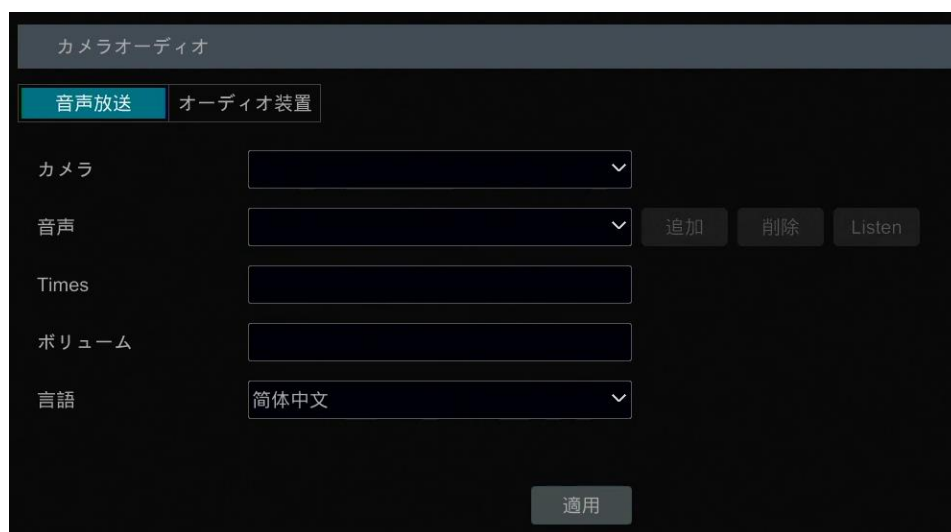 カメラオーディオ
音声放送 オーディオ装置
カメラ
音声 追加 削除 Listen
Times
ボリューム
言語 简体中文
適用